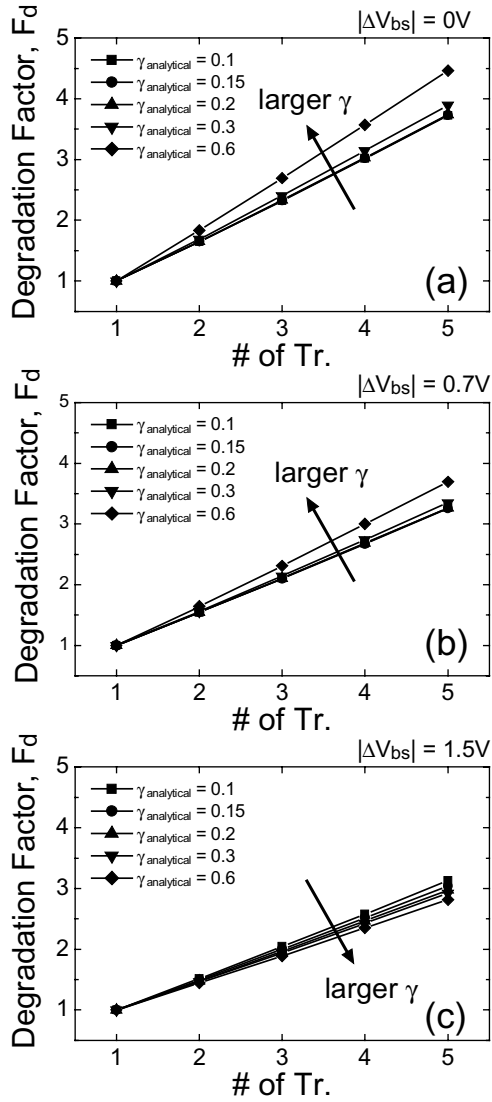 |ΔVbs| = 0V
Degradation Factor, Fd
5
4
3
2
1
γanalytical = 0.1
γanalytical = 0.15
γanalytical = 0.2
γanalytical = 0.3
γanalytical = 0.6
larger γ
(a)
1 2 3 4 5
# of Tr.
|ΔVbs| = 0.7V
Degradation Factor, Fd
5
4
3
2
1
γanalytical = 0.1
γanalytical = 0.15
γanalytical = 0.2
γanalytical = 0.3
γanalytical = 0.6
larger γ
(b)
1 2 3 4 5
# of Tr.
|ΔVbs| = 1.5V
Degradation Factor, Fd
5
4
3
2
1
γanalytical = 0.1
γanalytical = 0.15
γanalytical = 0.2
γanalytical = 0.3
γanalytical = 0.6
larger γ
(c)
1 2 3 4 5
# of Tr.